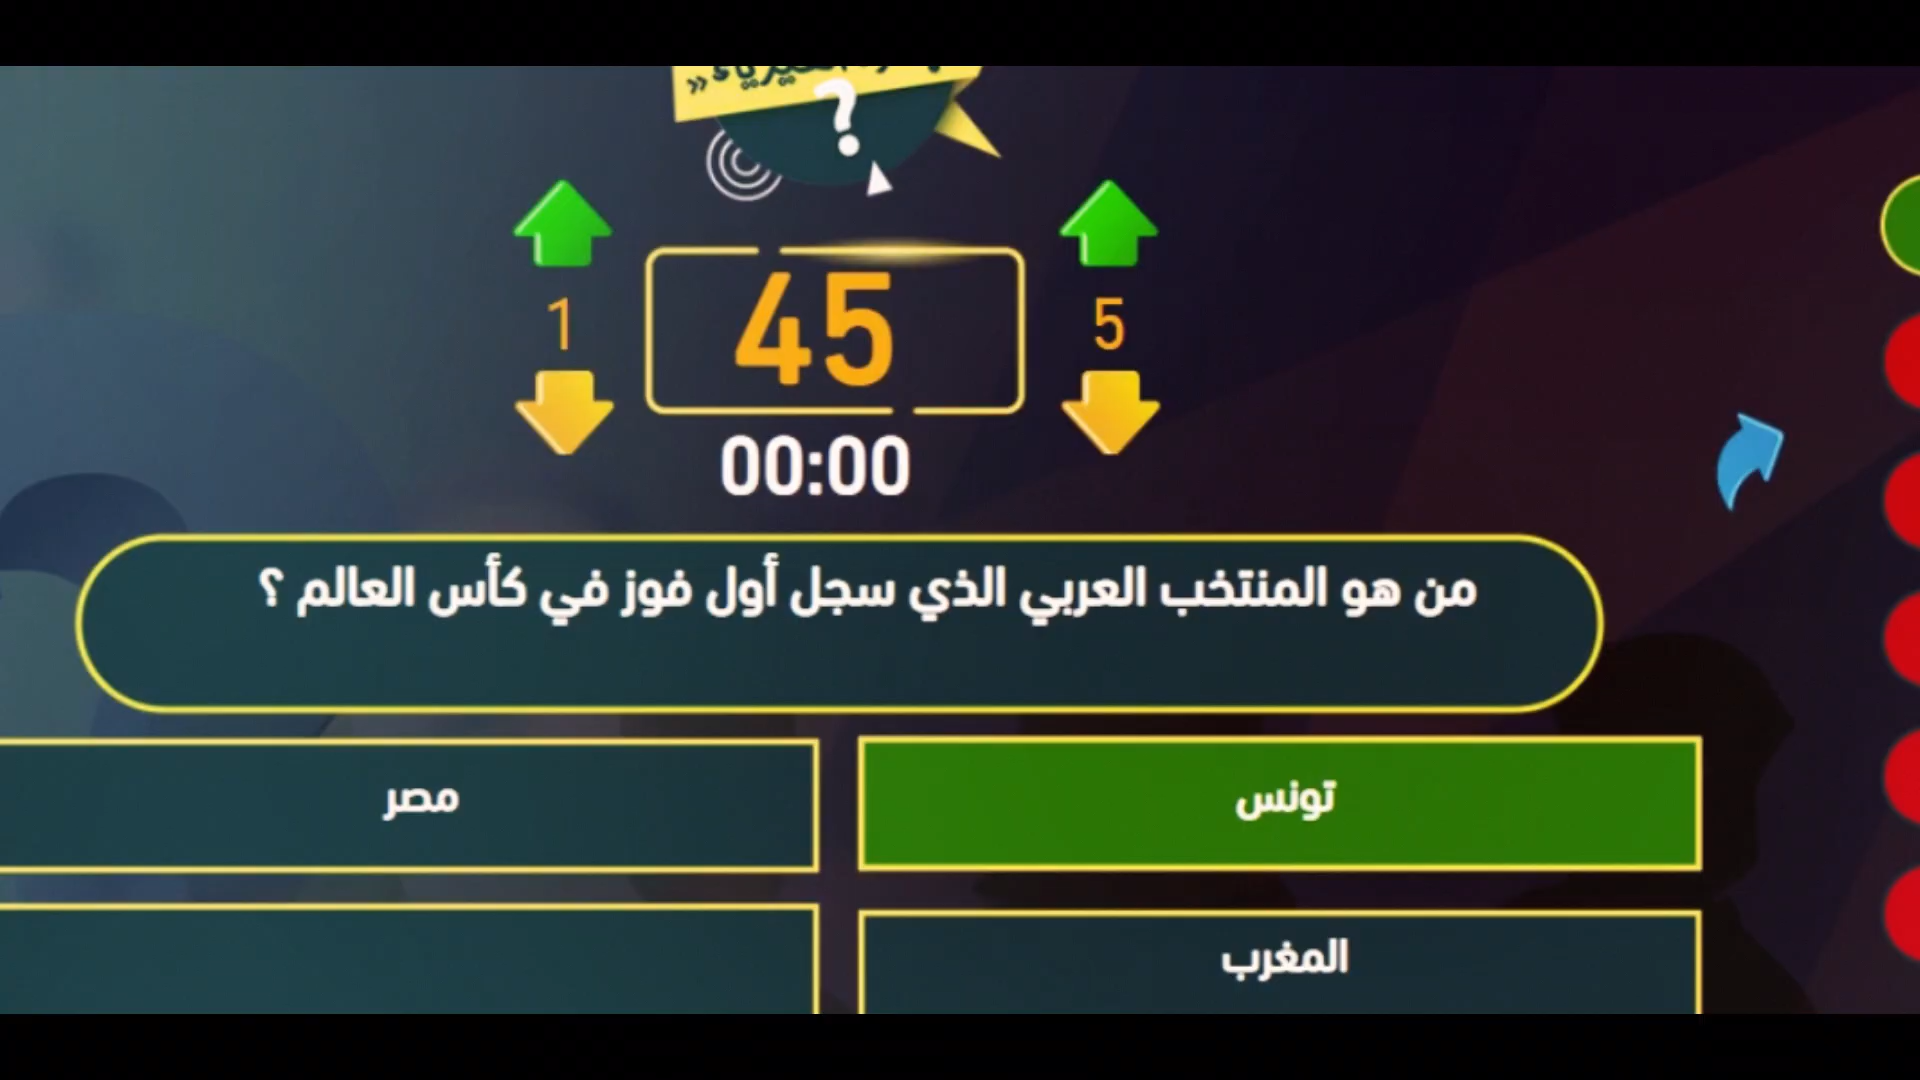 ؟
1
45
5
00:00
من هو المنتخب العربي الذي سجل أول فوز في كأس العالم ؟
تونس
مصر
المغرب